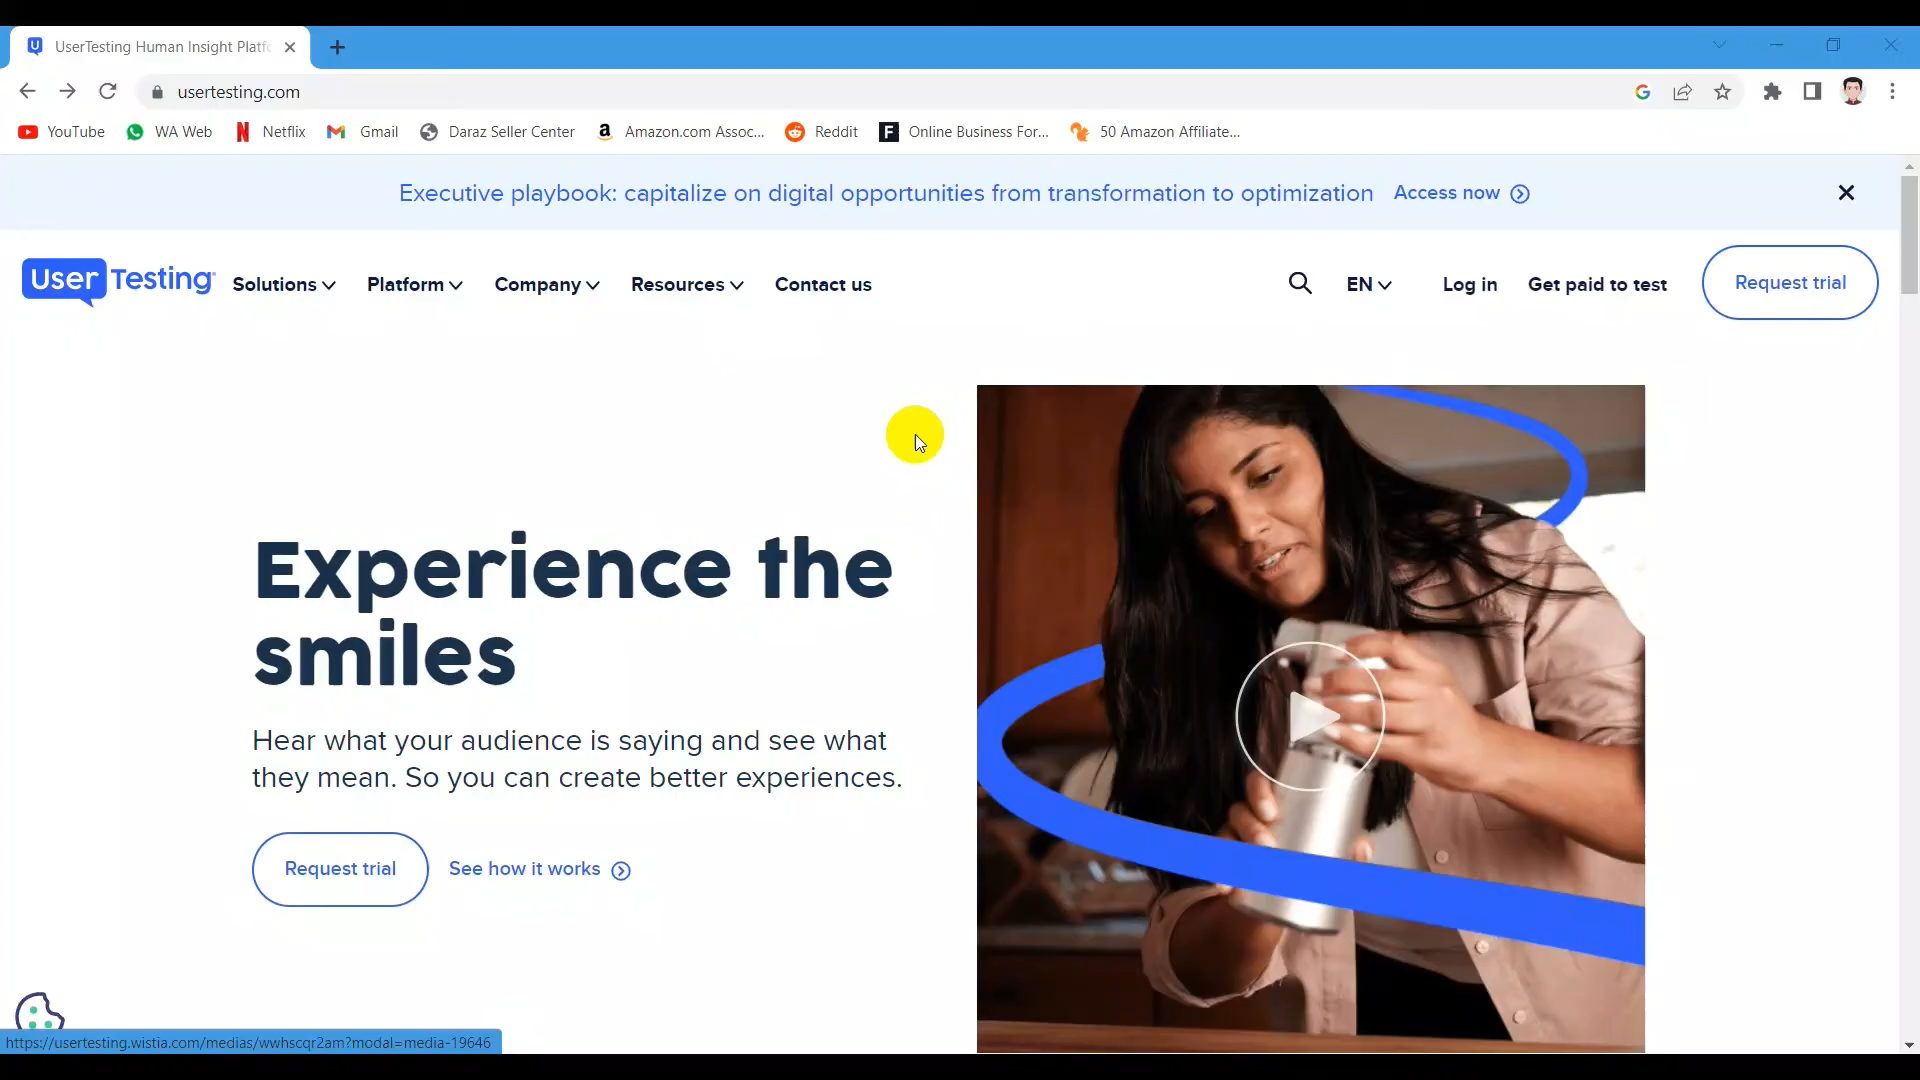 UserTesting Human Insight Platfo
usertesting.com
YouTube WA Web Netflix Gmail Daraz Seller Center Amazon.com Assoc... Reddit Online Business For... 50 Amazon Affiliate...
Executive playbook: capitalize on digital opportunities from transformation to optimization Access now
UserTesting Solutions Platform Company Resources Contact us EN Log in Get paid to test Request trial
Experience the
smiles
Hear what your audience is saying and see what
they mean. So you can create better experiences.
Request trial See how it works
https://usertesting.wistia.com/medias/wwhscqr2am?modal=media-19646